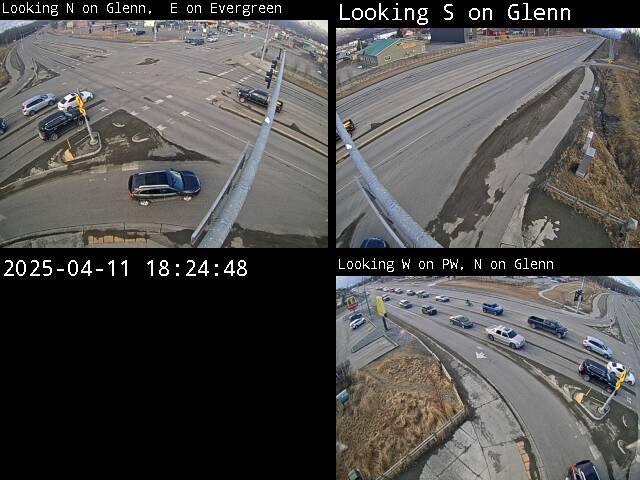 Looking N on Glenn,  E on Evergreen
Looking S on Glenn
2025-04-11 18:24:48
Looking W on PW, N on Glenn